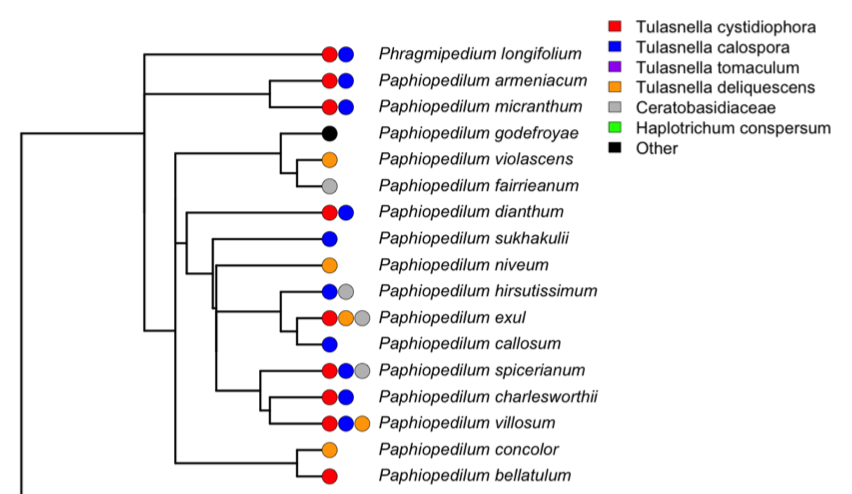 Phragmipedium longifolium
Paphiopedilum armeniacum
Paphiopedilum micranthum
Paphiopedilum godefroyae
Paphiopedilum violascens
Paphiopedilum fairrieanum
Paphiopedilum dianthum
Paphiopedilum sukhakulii
Paphiopedilum niveum
Paphiopedilum hirsutissimum
Paphiopedilum exul
Paphiopedilum callosum
Paphiopedilum spicerianum
Paphiopedilum charlesworthii
Paphiopedilum villosum
Paphiopedilum concolor
Paphiopedilum bellatulum
Tulasnella cystidiophora
Tulasnella calospora
Tulasnella tomaculum
Tulasnella deliquescens
Ceratobasidiaceae
Haplotrichum conspersum
Other